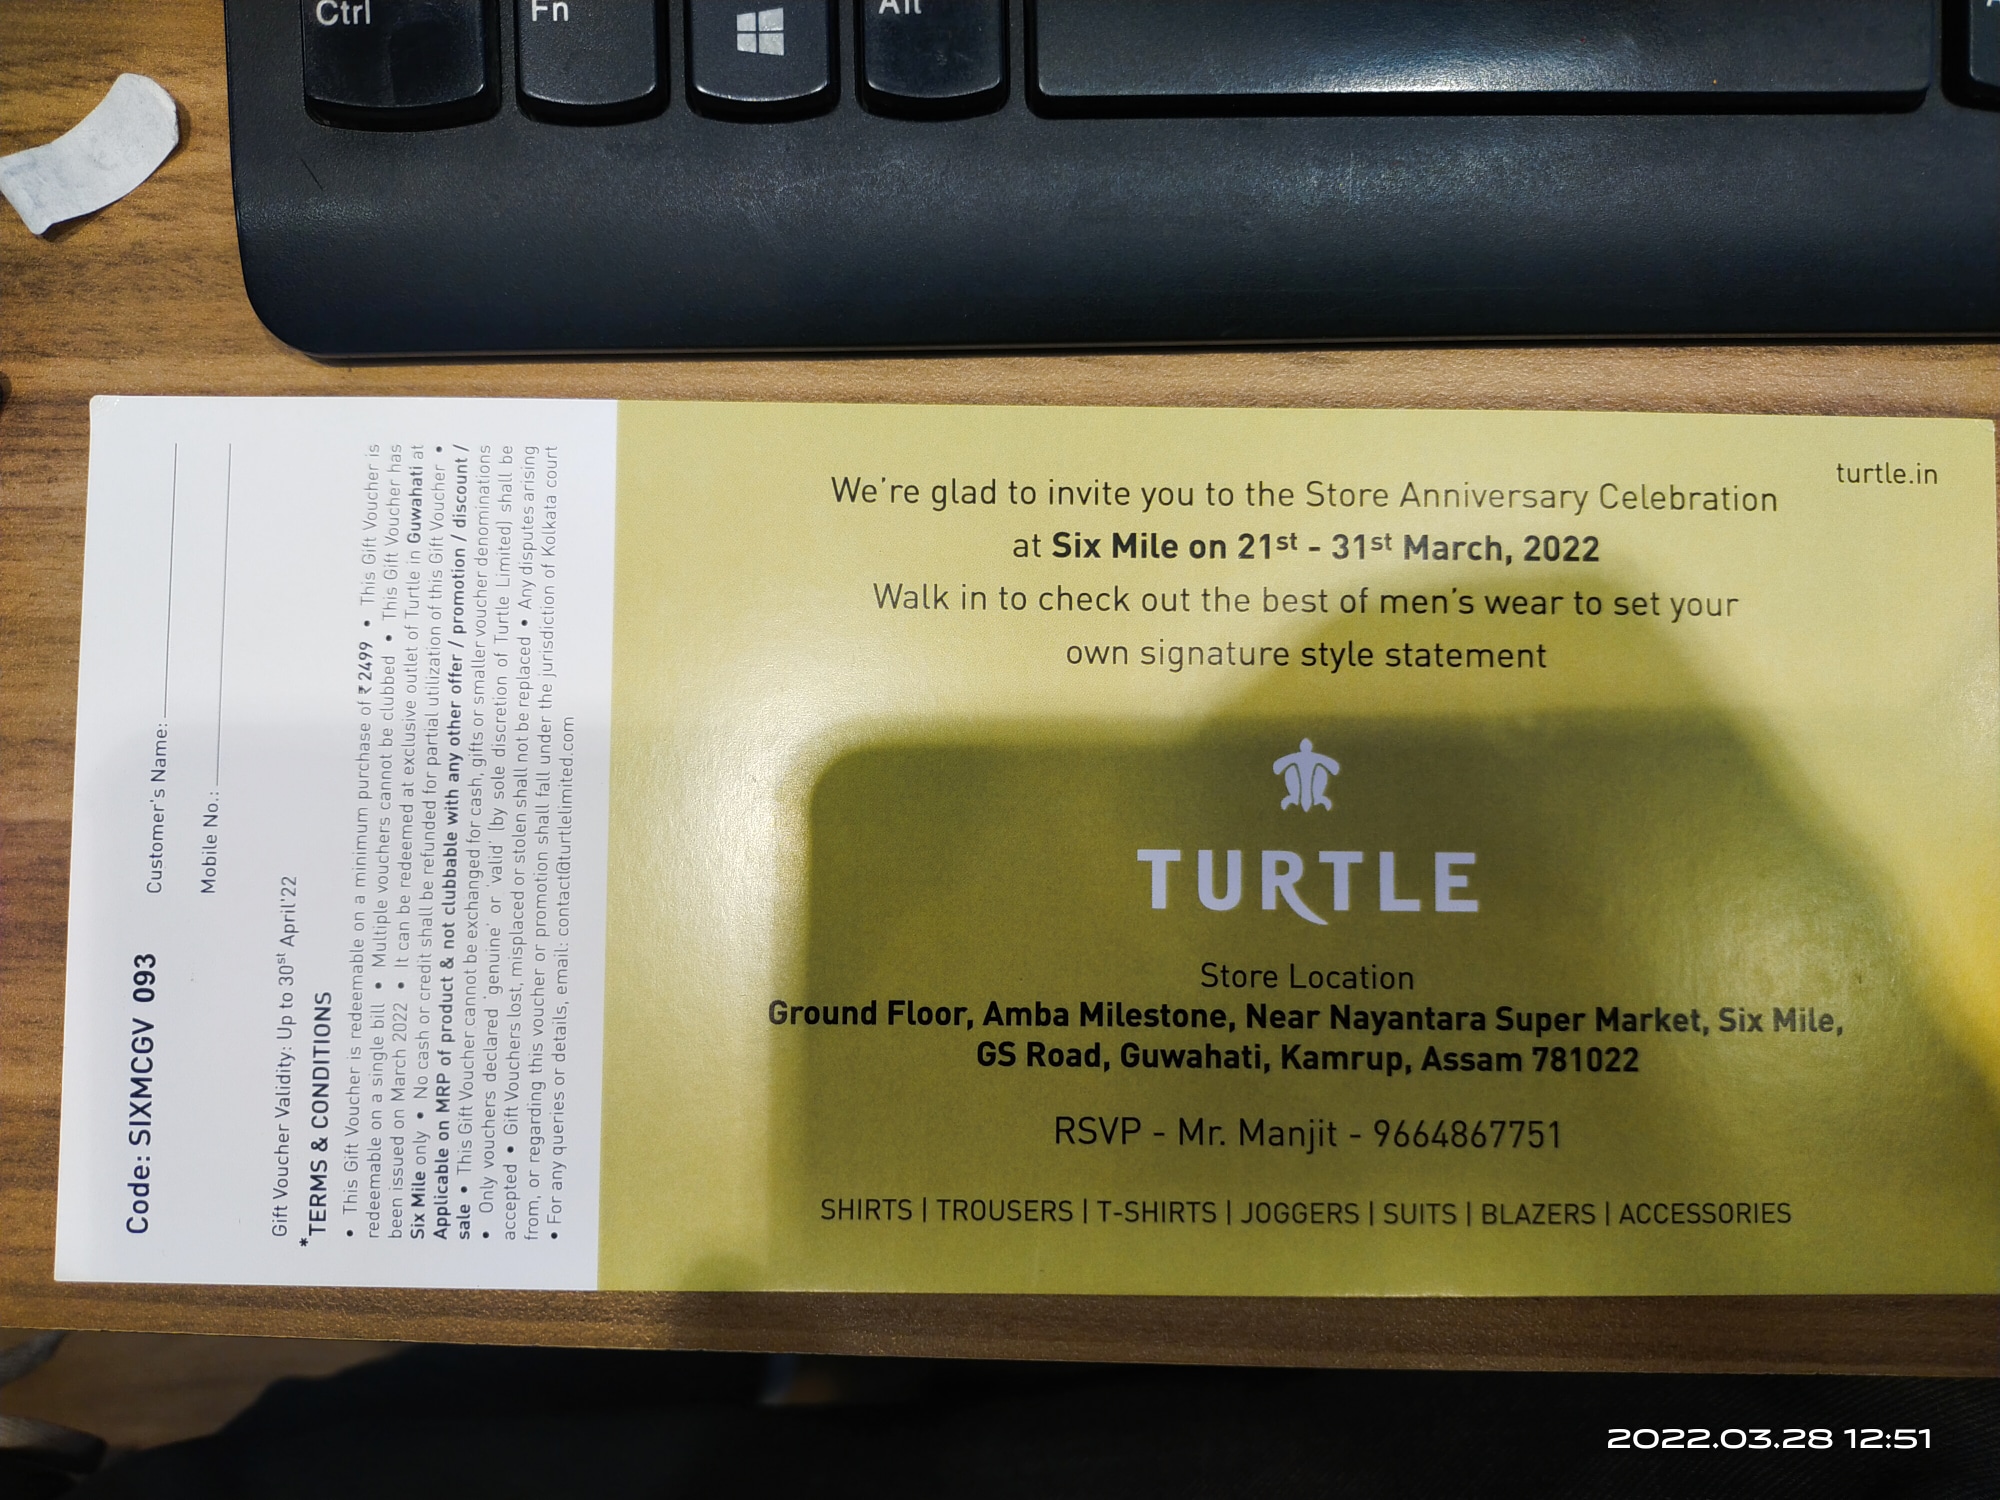 Ctrl
Fn
Alt
Code: SIXMCGV 093
Customer's Name:
Mobile No.:
Gift Voucher Validity: Up to 30st April'22
*TERMS & CONDITIONS
• This Gift Voucher is redeemable on a minimum purchase of ₹ 2499 • This Gift Voucher is
redeemable on a single bill • Multiple vouchers cannot be clubbed • This Gift Voucher has
been issued on March 2022 • It can be redeemed at exclusive outlet of Turtle in Guwahati at
Six Mile only • No cash or credit shall be refunded for partial utilization of this Gift Voucher •
Applicable on MRP of product & not clubbable with any other offer / promotion / discount /
sale • This Gift Voucher cannot be exchanged for cash, gifts or smaller voucher denominations
• Only vouchers declared 'genuine' or 'valid' (by sole discretion of Turtle Limited) shall be
accepted • Gift Vouchers lost, misplaced or stolen shall not be replaced • Any disputes arising
from, or regarding this voucher or promotion shall fall under the jurisdiction of Kolkata court
• For any queries or details, email: contact@turtlelimited.com
turtle.in
We're glad to invite you to the Store Anniversary Celebration
at Six Mile on 21st - 31st March, 2022
Walk in to check out the best of men's wear to set your
own signature style statement
TURTLE
Store Location
Ground Floor, Amba Milestone, Near Nayantara Super Market, Six Mile,
GS Road, Guwahati, Kamrup, Assam 781022
RSVP - Mr. Manjit - 9664867751
SHIRTS | TROUSERS | T-SHIRTS | JOGGERS | SUITS | BLAZERS | ACCESSORIES
2022.03.28 12:51